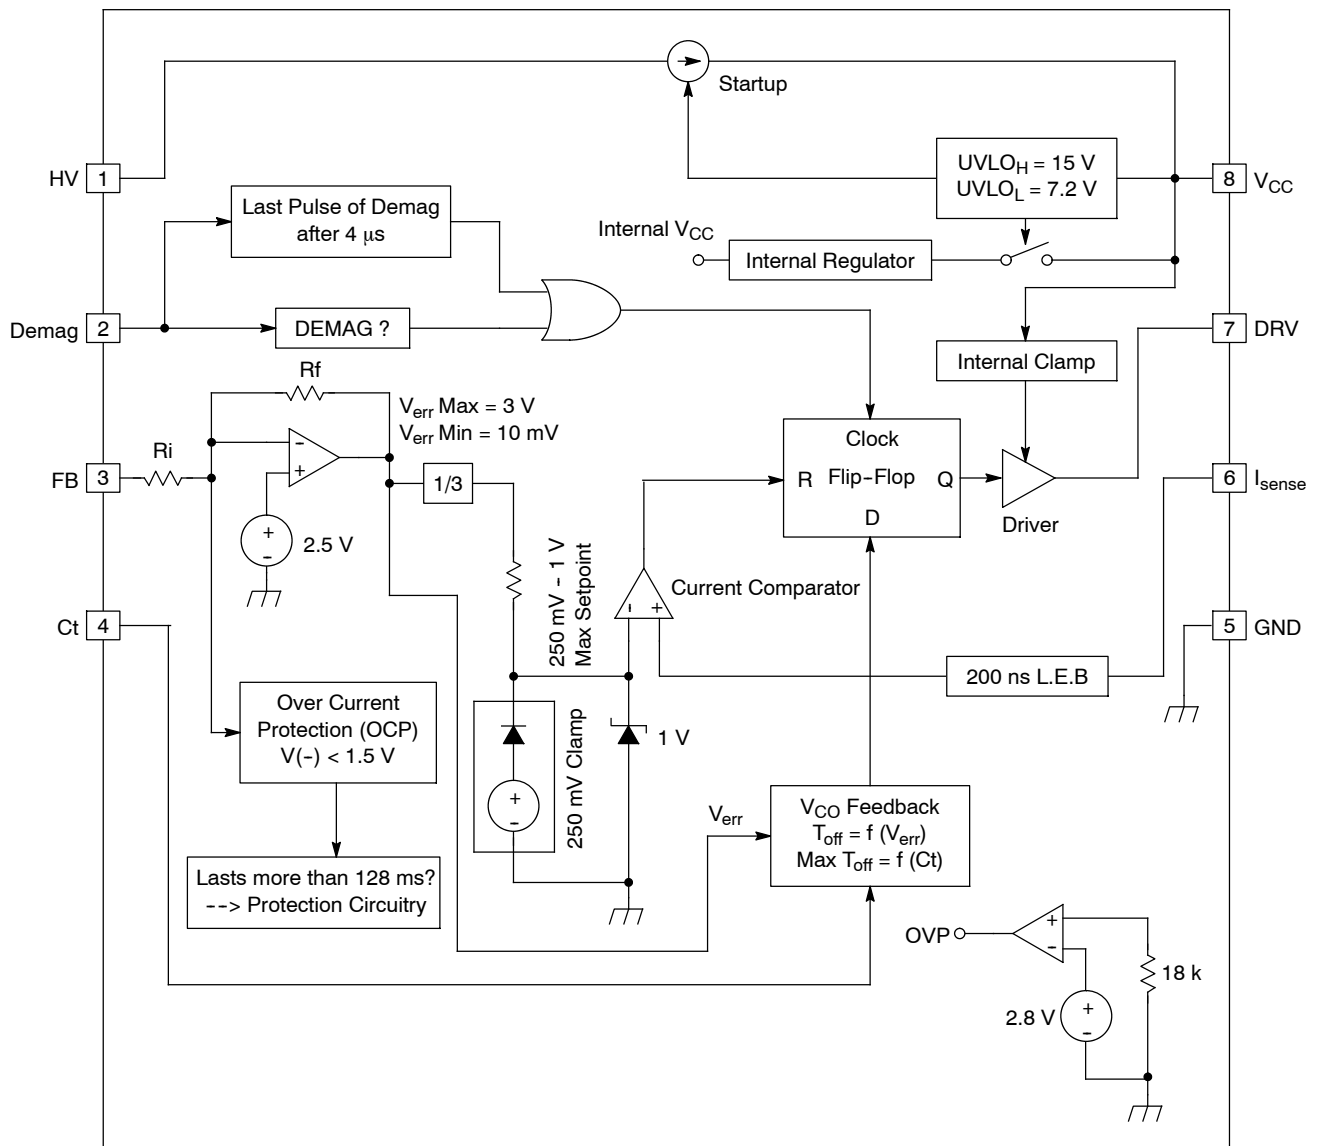 Startup
HV
1
UVLOH = 15 V
UVLOL = 7.2 V
8
VCC
Last Pulse of Demag
after 4 μs
Internal VCC
Internal Regulator
Demag
2
DEMAG ?
7
DRV
Internal Clamp
Rf
Verr Max = 3 V
Verr Min = 10 mV
Clock
Ri
FB
3
-
+
1/3
R
Flip-Flop
Q
D
Driver
6
Isense
+
-
2.5 V
250 mV - 1 V
Max Setpoint
Current Comparator
-
+
Ct
4
5
GND
200 ns L.E.B
Over Current
Protection (OCP)
V(-) < 1.5 V
250 mV Clamp
+
-
1 V
Verr
VCO Feedback
Toff = f (Verr)
Max Toff = f (Ct)
Lasts more than 128 ms?
--> Protection Circuitry
OVP
+
-
18 k
2.8 V
+
-